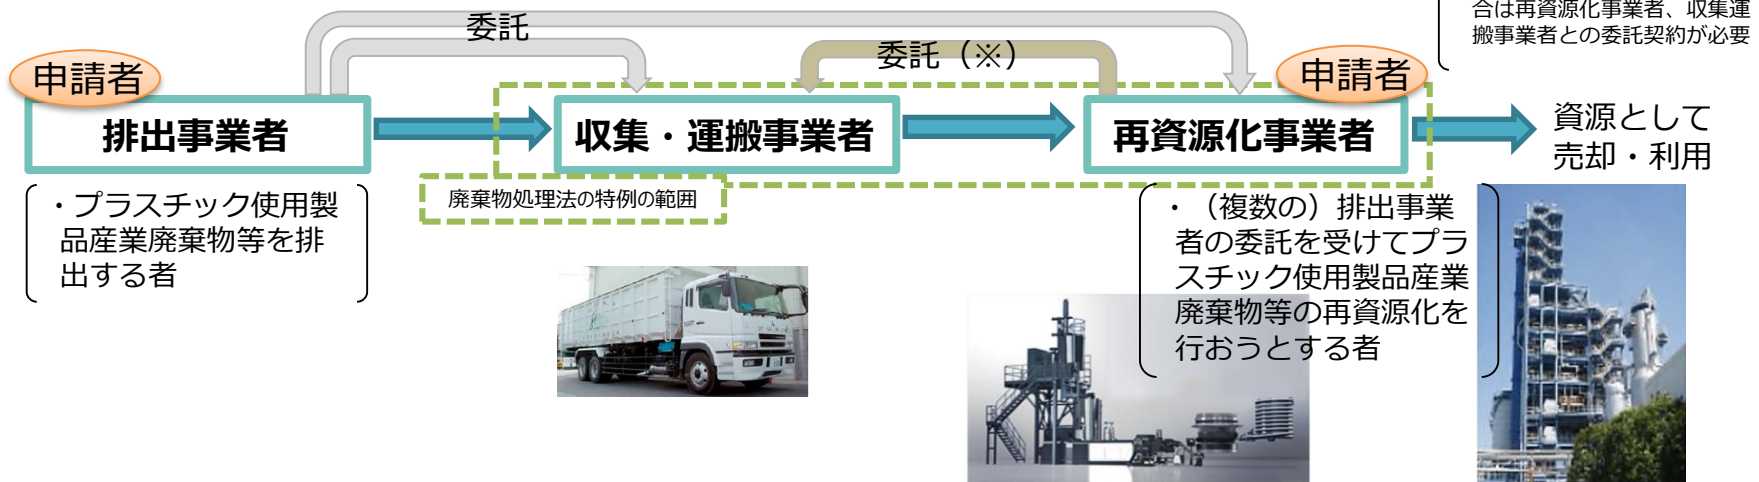 合は再資源化事業者、収集運
搬事業者との委託契約が必要
委託
委託（※）
申請者
申請者
排出事業者
収集・運搬事業者
再資源化事業者
資源として
売却・利用
廃棄物処理法の特例の範囲
・プラスチック使用製
品産業廃棄物等を排
出する者
・（複数の）排出事業
者の委託を受けてプラ
スチック使用製品産業
廃棄物等の再資源化を
行おうとする者